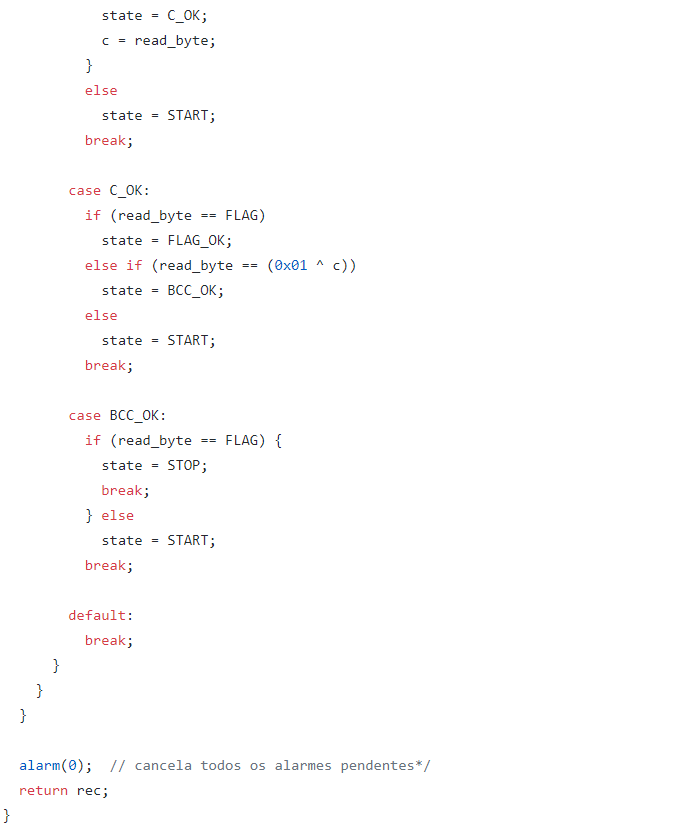 state = C_OK;
            c = read_byte;
          }
          else
            state = START;
          break;

        case C_OK:
          if (read_byte == FLAG)
            state = FLAG_OK;
          else if (read_byte == (0x01 ^ c))
            state = BCC_OK;
          else
            state = START;
          break;

        case BCC_OK:
          if (read_byte == FLAG) {
            state = STOP;
            break;
          } else
            state = START;
          break;

        default:
          break;
      }
    }
  }

  alarm(0);  // cancela todos os alarmes pendentes*/
  return rec;
}